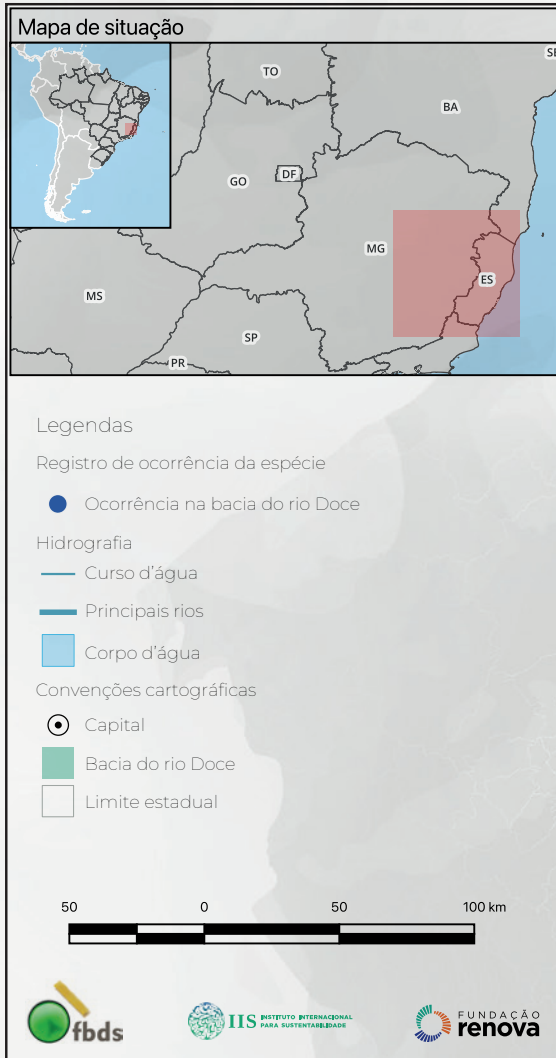 Mapa de situação
SE
TO
BA
DF
GO
MG
ES
MS
SP
PR
Legendas
Registro de ocorrência da espécie
Ocorrência na bacia do rio Doce
Hidrografia
Curso d'água
Principais rios
Corpo d'água
Convenções cartográficas
Capital
Bacia do rio Doce
Limite estadual
50 0 50 100 km
fbds
IIS INSTITUTO INTERNACIONAL
PARA SUSTENTABILIDADE
FUNDAÇÃO
renova